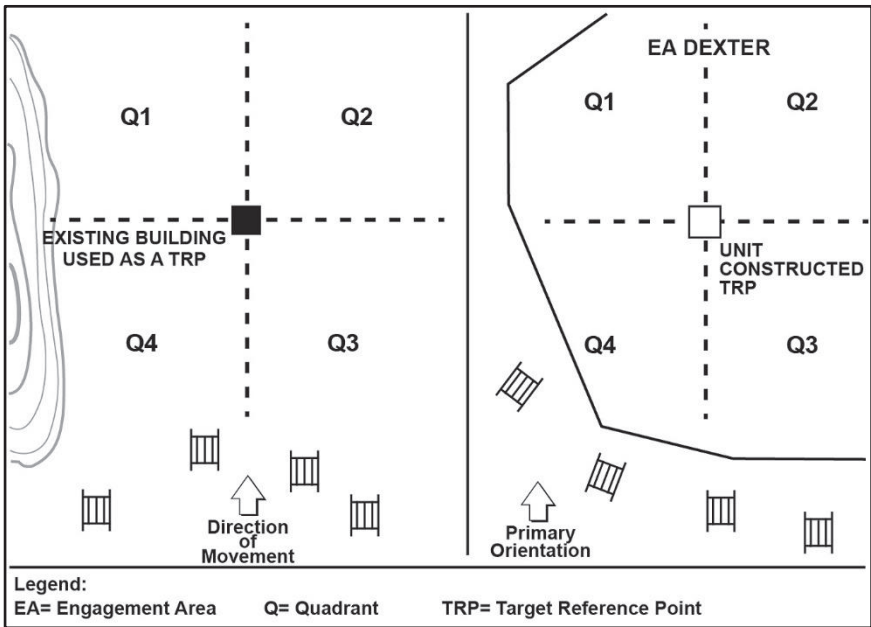 Q1
Q2
EXISTING BUILDING
USED AS A TRP
Q4
Q3
Direction
of
Movement
EA DEXTER
Q1
Q2
UNIT
CONSTRUCTED
TRP
Q4
Q3
Primary
Orientation
Legend:
EA= Engagement Area Q= Quadrant TRP= Target Reference Point